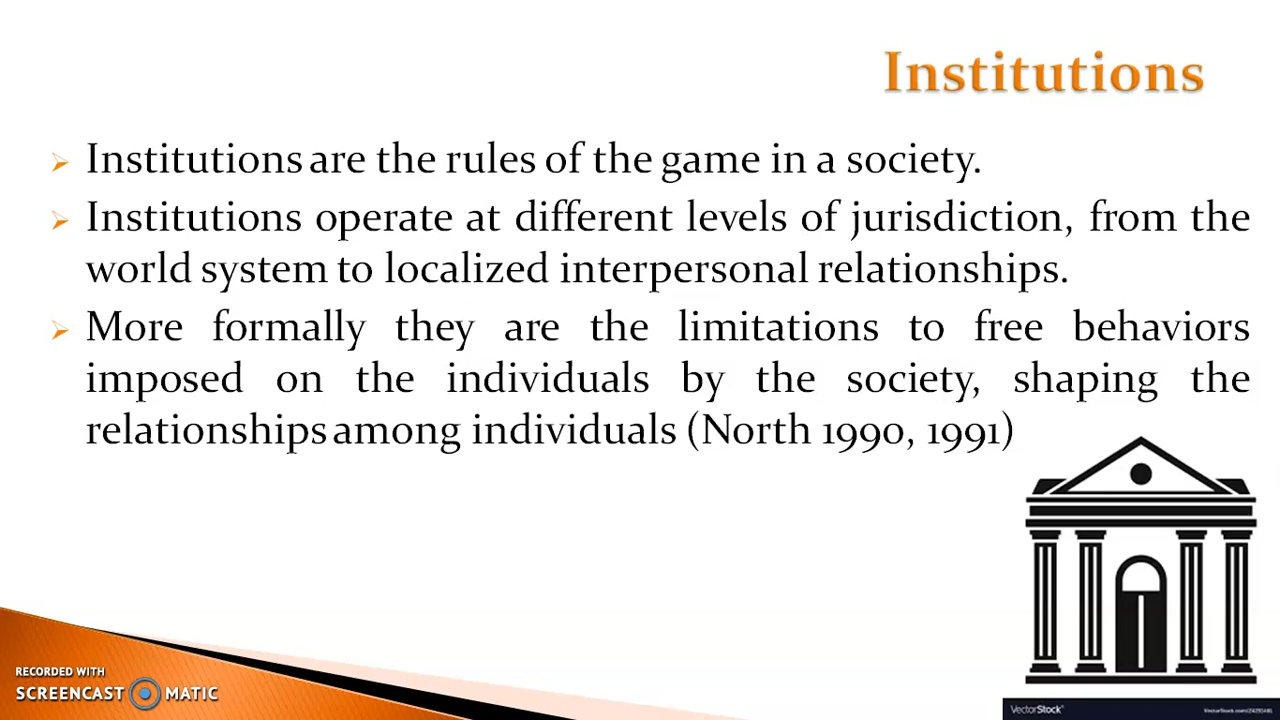 Institutions
Institutions are the rules of the game in a society.
Institutions operate at different levels of jurisdiction, from the
world system to localized interpersonal relationships.
More formally they are the limitations to free behaviors
imposed on the individuals by the society, shaping the
relationships among individuals (North 1990, 1991)
RECORDED WITH
SCREENCAST MATIC
VectorStock®